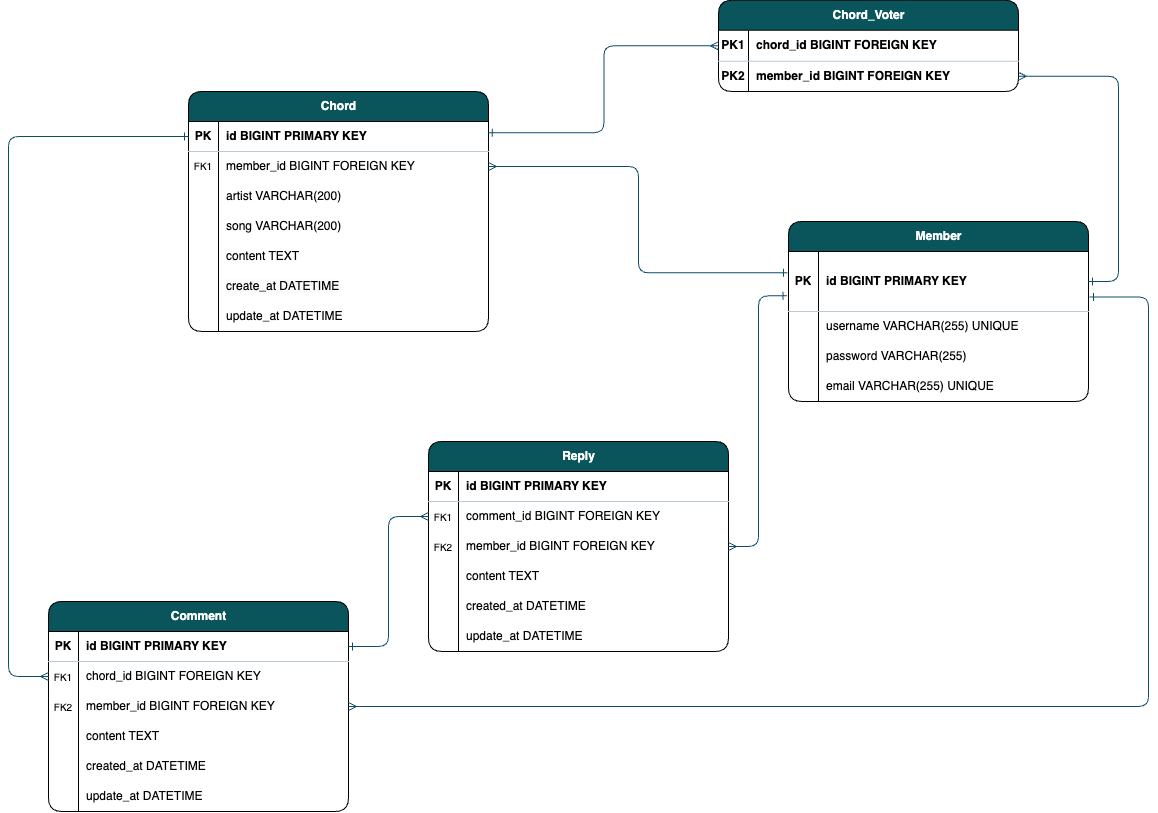 Chord_Voter
PK1 chord_id BIGINT FOREIGN KEY
PK2 member_id BIGINT FOREIGN KEY
Chord
PK id BIGINT PRIMARY KEY
FK1 member_id BIGINT FOREIGN KEY
artist VARCHAR(200)
song VARCHAR(200)
content TEXT
create_at DATETIME
update_at DATETIME
Member
PK id BIGINT PRIMARY KEY
username VARCHAR(255) UNIQUE
password VARCHAR(255)
email VARCHAR(255) UNIQUE
Reply
PK id BIGINT PRIMARY KEY
FK1 comment_id BIGINT FOREIGN KEY
FK2 member_id BIGINT FOREIGN KEY
content TEXT
created_at DATETIME
update_at DATETIME
Comment
PK id BIGINT PRIMARY KEY
FK1 chord_id BIGINT FOREIGN KEY
FK2 member_id BIGINT FOREIGN KEY
content TEXT
created_at DATETIME
update_at DATETIME